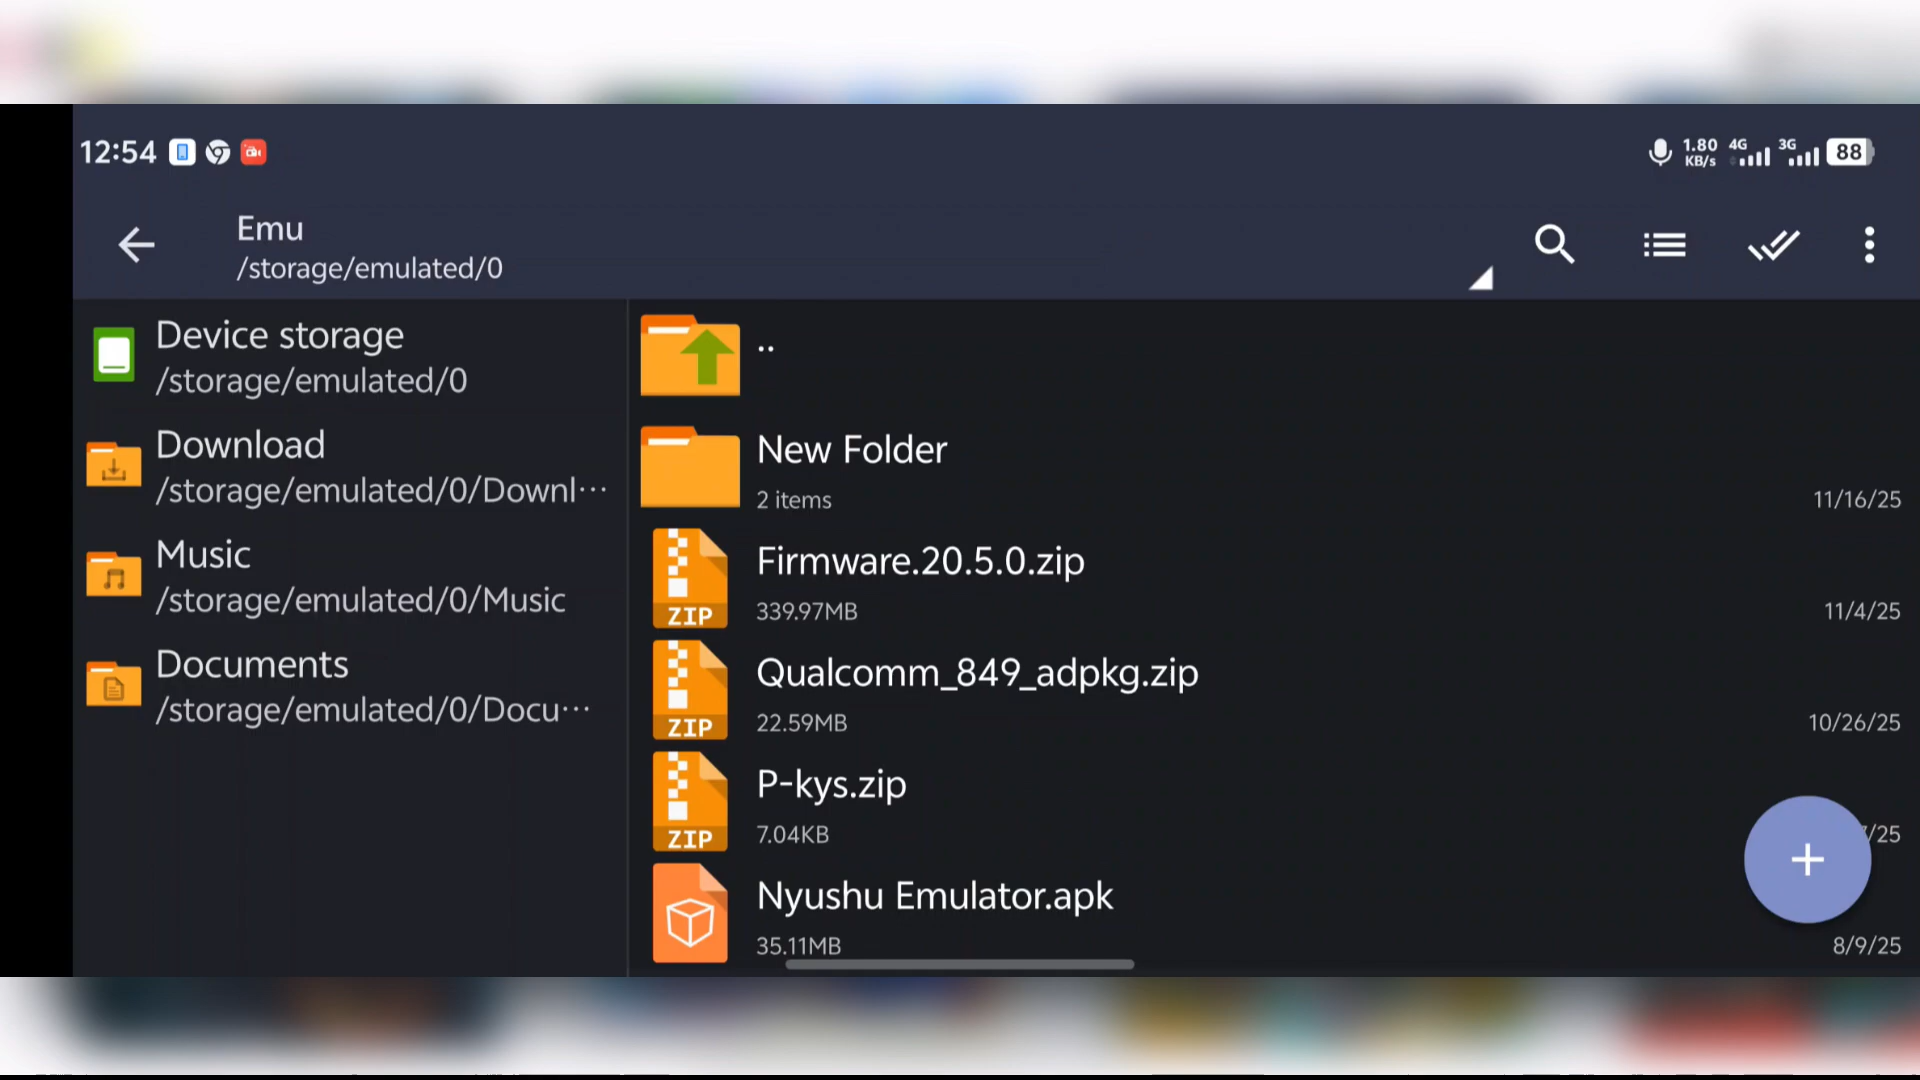 12:54
1.80
KB/s
4G
3G
88
Emu
/storage/emulated/0
Device storage
/storage/emulated/0
Download
/storage/emulated/0/Downl···
Music
/storage/emulated/0/Music
Documents
/storage/emulated/0/Docu···
..
New Folder
2 items
11/16/25
ZIP
Firmware.20.5.0.zip
339.97MB
11/4/25
ZIP
Qualcomm_849_adpkg.zip
22.59MB
10/26/25
ZIP
P-kys.zip
7.04KB
/25
Nyushu Emulator.apk
35.11MB
8/9/25